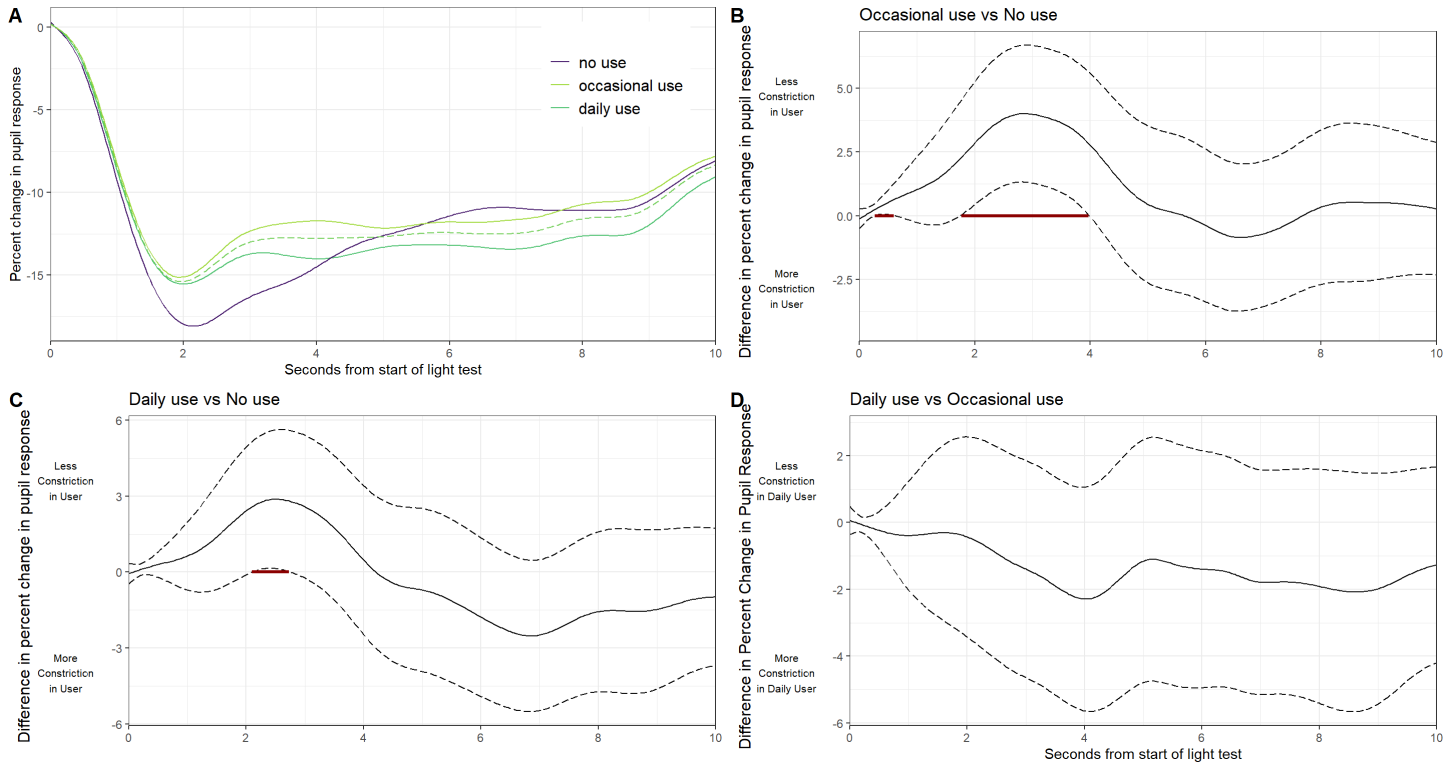 A
0
-5
-10
-15
0
2
4
6
8
10
Percent change in pupil response
Seconds from start of light test
no use
occasional use
daily use
B
Occasional use vs No use
Difference in percent change in pupil response
Less
Constriction
in User
More
Constriction
in User
5.0
2.5
0.0
-2.5
0
2
4
6
8
10
C
Daily use vs No use
Difference in percent change in pupil response
Less
Constriction
in User
More
Constriction
in User
6
3
0
-3
-6
0
2
4
6
8
10
D
Daily use vs Occasional use
Difference in Percent Change in Pupil Response
Less
Constriction
in Daily User
More
Constriction
in Daily User
2
0
-2
-4
-6
0
2
4
6
8
10
Seconds from start of light test